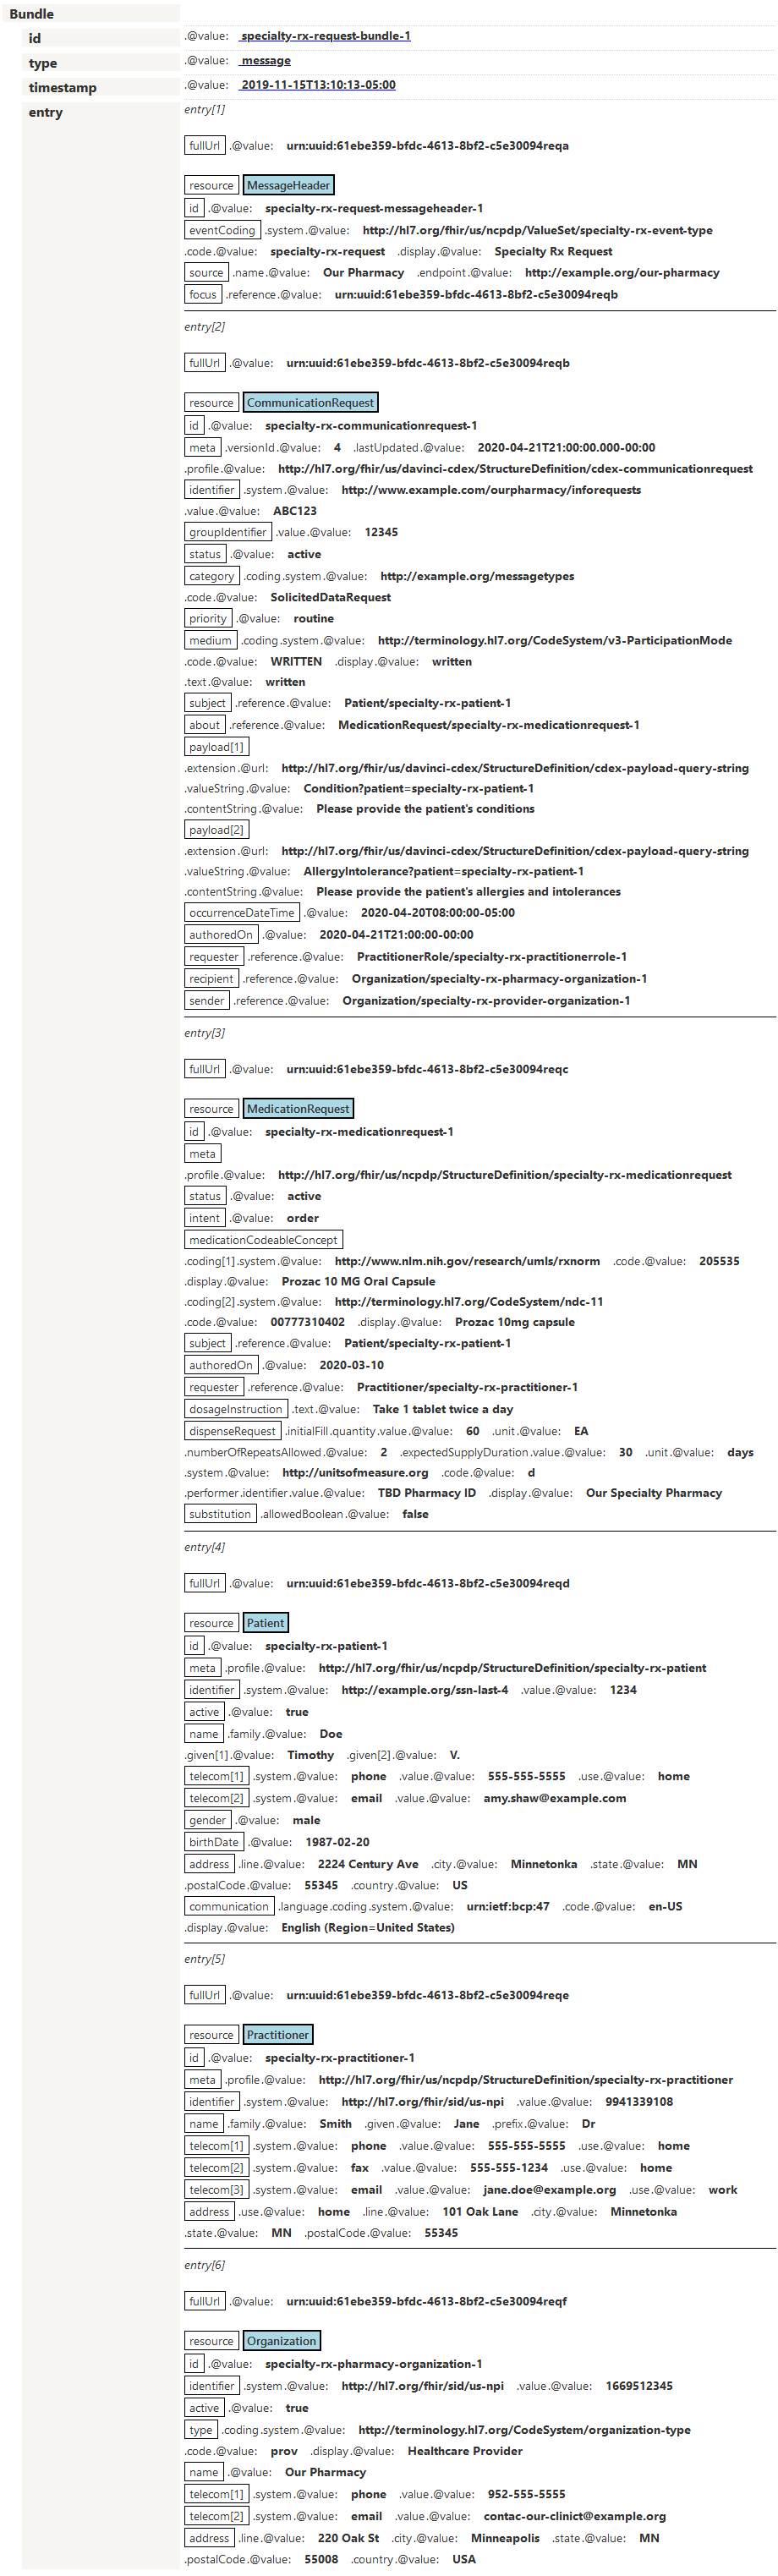 Bundle
id .@value: specialty-rx-request-bundle-1
type .@value: message
timestamp .@value: 2019-11-15T13:10:13-05:00
entry entry[1]
fullUrl .@value: urn:uuid:61ebe359-bfdc-4613-8bf2-c5e30094reqa
resource MessageHeader
id .@value: specialty-rx-request-messageheader-1
eventCoding .system.@value: http://hl7.org/fhir/us/ncpdp/ValueSet/specialty-rx-event-type
.code.@value: specialty-rx-request .display.@value: Specialty Rx Request
source .name.@value: Our Pharmacy .endpoint.@value: http://example.org/our-pharmacy
focus .reference.@value: urn:uuid:61ebe359-bfdc-4613-8bf2-c5e30094reqb
entry[2]
fullUrl .@value: urn:uuid:61ebe359-bfdc-4613-8bf2-c5e30094reqb
resource CommunicationRequest
id .@value: specialty-rx-communicationrequest-1
meta .versionId.@value: 4 .lastUpdated.@value: 2020-04-21T21:00:00.000-00:00
.profile.@value: http://hl7.org/fhir/us/davinci-cdex/StructureDefinition/cdex-communicationrequest
identifier .system.@value: http://www.example.com/ourpharmacy/inforequests
.value.@value: ABC123
groupIdentifier .value.@value: 12345
status .@value: active
category .coding.system.@value: http://example.org/messagetypes
.code.@value: SolicitedDataRequest
priority .@value: routine
medium .coding.system.@value: http://terminology.hl7.org/CodeSystem/v3-ParticipationMode
.code.@value: WRITTEN .display.@value: written
.text.@value: written
subject .reference.@value: Patient/specialty-rx-patient-1
about .reference.@value: MedicationRequest/specialty-rx-medicationrequest-1
payload[1]
.extension.@url: http://hl7.org/fhir/us/davinci-cdex/StructureDefinition/cdex-payload-query-string
.valueString.@value: Condition?patient=specialty-rx-patient-1
.contentString.@value: Please provide the patient's conditions
payload[2]
.extension.@url: http://hl7.org/fhir/us/davinci-cdex/StructureDefinition/cdex-payload-query-string
.valueString.@value: AllergyIntolerance?patient=specialty-rx-patient-1
.contentString.@value: Please provide the patient's allergies and intolerances
occurrenceDateTime .@value: 2020-04-20T08:00:00-05:00
authoredOn .@value: 2020-04-21T21:00:00-00:00
requester .reference.@value: PractitionerRole/specialty-rx-practitionerrole-1
recipient .reference.@value: Organization/specialty-rx-pharmacy-organization-1
sender .reference.@value: Organization/specialty-rx-provider-organization-1
entry[3]
fullUrl .@value: urn:uuid:61ebe359-bfdc-4613-8bf2-c5e30094reqc
resource MedicationRequest
id .@value: specialty-rx-medicationrequest-1
meta
.profile.@value: http://hl7.org/fhir/us/ncpdp/StructureDefinition/specialty-rx-medicationrequest
status .@value: active
intent .@value: order
medicationCodeableConcept
.coding[1].system.@value: http://www.nlm.nih.gov/research/umls/rxnorm .code.@value: 205535
.display.@value: Prozac 10 MG Oral Capsule
.coding[2].system.@value: http://terminology.hl7.org/CodeSystem/ndc-11
.code.@value: 00777310402 .display.@value: Prozac 10mg capsule
subject .reference.@value: Patient/specialty-rx-patient-1
authoredOn .@value: 2020-03-10
requester .reference.@value: Practitioner/specialty-rx-practitioner-1
dosageInstruction .text.@value: Take 1 tablet twice a day
dispenseRequest .initialFill.quantity.value.@value: 60 .unit.@value: EA
.numberOfRepeatsAllowed.@value: 2 .expectedSupplyDuration.value.@value: 30 .unit.@value: days
.system.@value: http://unitsofmeasure.org .code.@value: d
.performer.identifier.value.@value: TBD Pharmacy ID .display.@value: Our Specialty Pharmacy
substitution .allowedBoolean.@value: false
entry[4]
fullUrl .@value: urn:uuid:61ebe359-bfdc-4613-8bf2-c5e30094reqd
resource Patient
id .@value: specialty-rx-patient-1
meta .profile.@value: http://hl7.org/fhir/us/ncpdp/StructureDefinition/specialty-rx-patient
identifier .system.@value: http://example.org/ssn-last-4 .value.@value: 1234
active .@value: true
name .family.@value: Doe
.given[1].@value: Timothy .given[2].@value: V.
telecom[1] .system.@value: phone .value.@value: 555-555-5555 .use.@value: home
telecom[2] .system.@value: email .value.@value: amy.shaw@example.com
gender .@value: male
birthDate .@value: 1987-02-20
address .line.@value: 2224 Century Ave .city.@value: Minnetonka .state.@value: MN
.postalCode.@value: 55345 .country.@value: US
communication .language.coding.system.@value: urn:ietf:bcp:47 .code.@value: en-US
.display.@value: English (Region=United States)
entry[5]
fullUrl .@value: urn:uuid:61ebe359-bfdc-4613-8bf2-c5e30094reqe
resource Practitioner
id .@value: specialty-rx-practitioner-1
meta .profile.@value: http://hl7.org/fhir/us/ncpdp/StructureDefinition/specialty-rx-practitioner
identifier .system.@value: http://hl7.org/fhir/sid/us-npi .value.@value: 9941339108
name .family.@value: Smith .given.@value: Jane .prefix.@value: Dr
telecom[1] .system.@value: phone .value.@value: 555-555-5555 .use.@value: home
telecom[2] .system.@value: fax .value.@value: 555-555-1234 .use.@value: home
telecom[3] .system.@value: email .value.@value: jane.doe@example.org .use.@value: work
address .use.@value: home .line.@value: 101 Oak Lane .city.@value: Minnetonka
.state.@value: MN .postalCode.@value: 55345
entry[6]
fullUrl .@value: urn:uuid:61ebe359-bfdc-4613-8bf2-c5e30094reqf
resource Organization
id .@value: specialty-rx-pharmacy-organization-1
identifier .system.@value: http://hl7.org/fhir/sid/us-npi .value.@value: 1669512345
active .@value: true
type .coding.system.@value: http://terminology.hl7.org/CodeSystem/organization-type
.code.@value: prov .display.@value: Healthcare Provider
name .@value: Our Pharmacy
telecom[1] .system.@value: phone .value.@value: 952-555-5555
telecom[2] .system.@value: email .value.@value: contac-our-clinict@example.org
address .line.@value: 220 Oak St .city.@value: Minneapolis .state.@value: MN
.postalCode.@value: 55008 .country.@value: USA